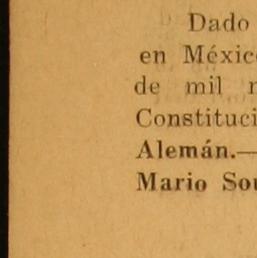 Dado
en Méxic
de mil
Constituci
Alemán.—
Mario Sou